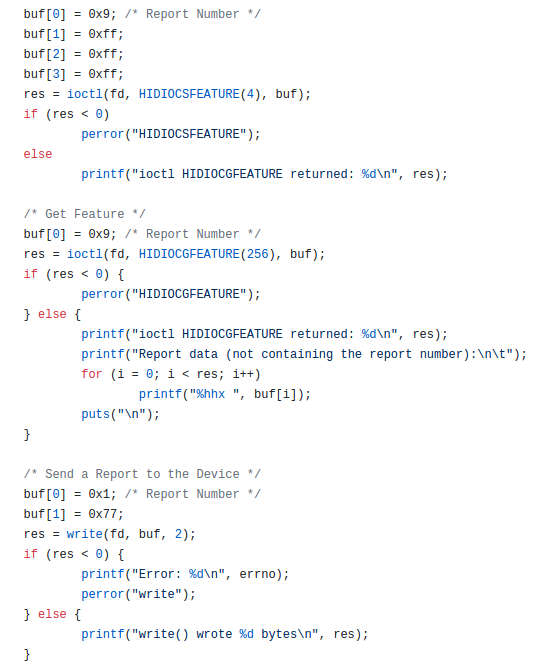 buf[0] = 0x9; /* Report Number */
buf[1] = 0xff;
buf[2] = 0xff;
buf[3] = 0xff;
res = ioctl(fd, HIDIOCSFEATURE(4), buf);
if (res < 0)
        perror("HIDIOCSFEATURE");
else
        printf("ioctl HIDIOCGFEATURE returned: %d\n", res);

/* Get Feature */
buf[0] = 0x9; /* Report Number */
res = ioctl(fd, HIDIOCGFEATURE(256), buf);
if (res < 0) {
        perror("HIDIOCGFEATURE");
} else {
        printf("ioctl HIDIOCGFEATURE returned: %d\n", res);
        printf("Report data (not containing the report number):\n\t");
        for (i = 0; i < res; i++)
                printf("%hhx ", buf[i]);
        puts("\n");
}

/* Send a Report to the Device */
buf[0] = 0x1; /* Report Number */
buf[1] = 0x77;
res = write(fd, buf, 2);
if (res < 0) {
        printf("Error: %d\n", errno);
        perror("write");
} else {
        printf("write() wrote %d bytes\n", res);
}